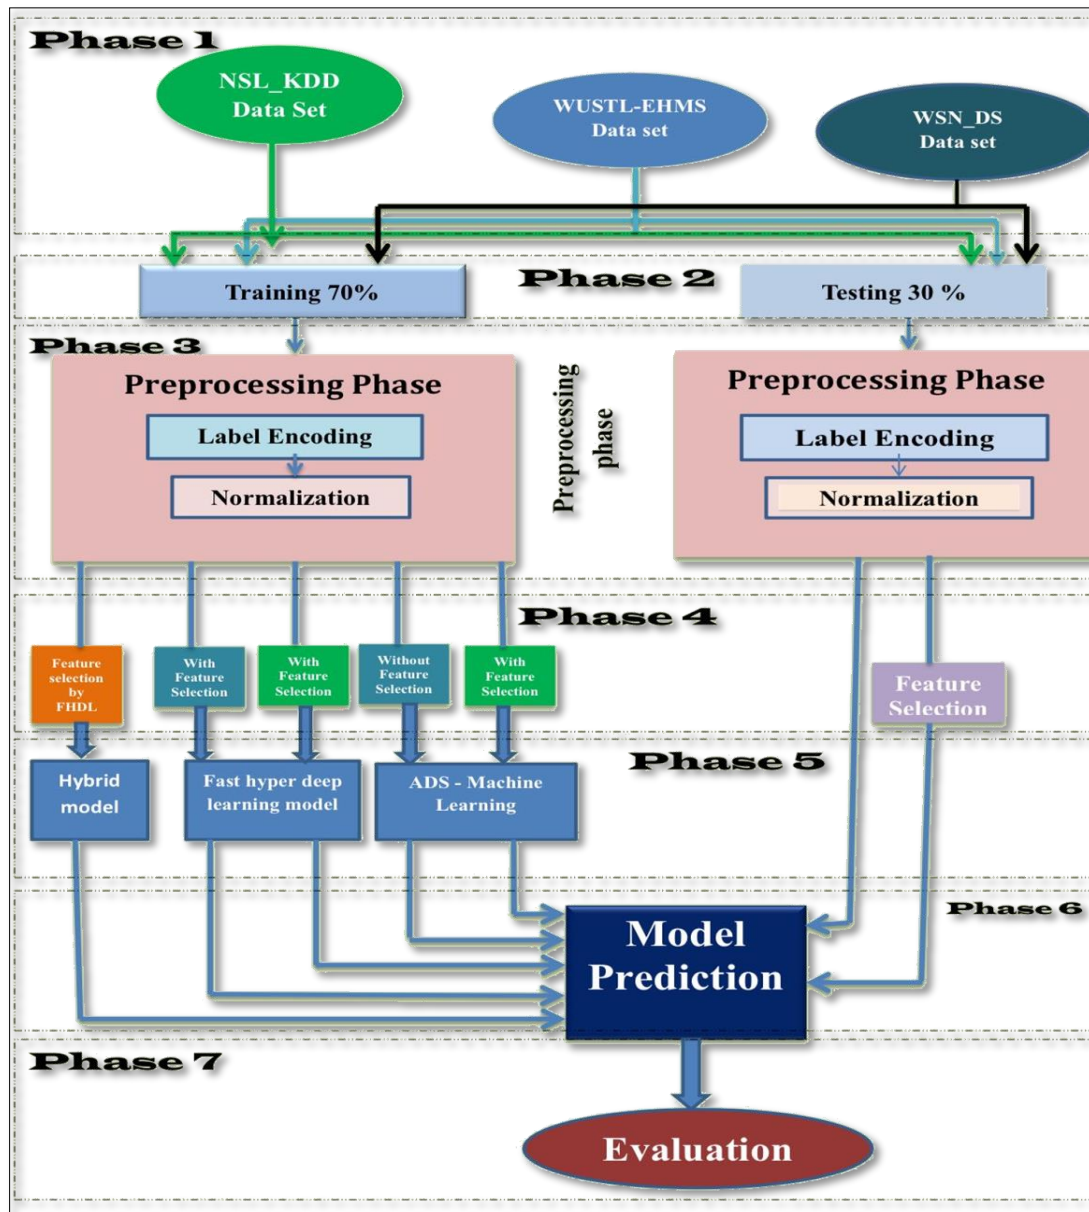 Phase 1
NSL_KDD
Data Set
WUSTL-EHMS
Data set
WSN_DS
Data set
Phase 2
Training 70%
Testing 30 %
Phase 3
Preprocessing Phase
Label Encoding
Normalization
Preprocessing
phase
Preprocessing Phase
Label Encoding
Normalization
Phase 4
Feature
selection
by
FHDL
With
Feature
Selection
With
Feature
Selection
Without
Feature
Selection
With
Feature
Selection
Feature
Selection
Phase 5
Hybrid
model
Fast hyper deep
learning model
ADS - Machine
Learning
Phase 6
Model
Prediction
Phase 7
Evaluation